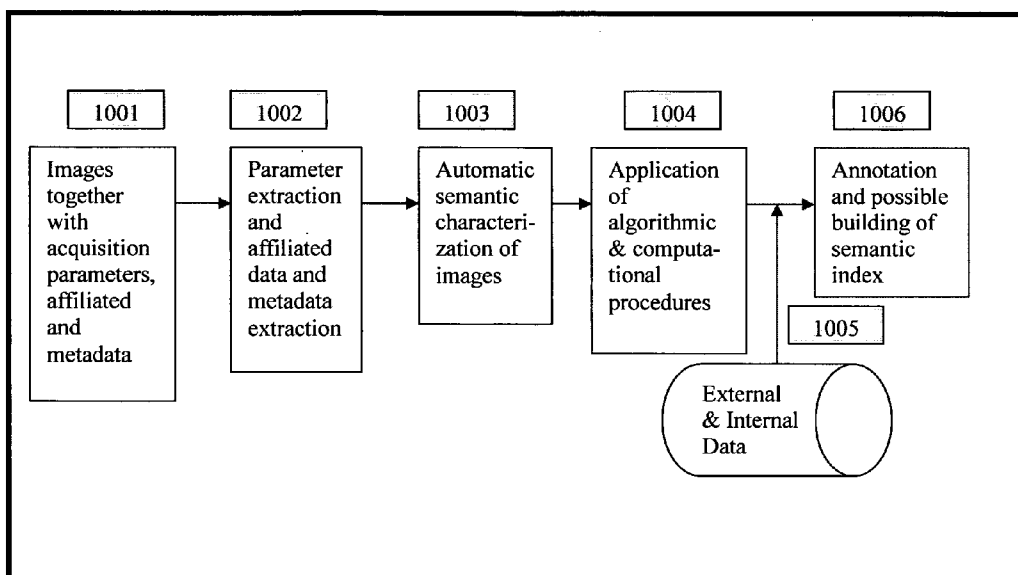 1001
Images
together
with
acquisition
parameters,
affiliated
and
metadata
1002
Parameter
extraction
and
affiliated
data and
metadata
extraction
1003
Automatic
semantic
characteri-
zation of
images
1004
Application
of
algorithmic
& computa-
tional
procedures
1006
Annotation
and possible
building of
semantic
index
1005
External
& Internal
Data